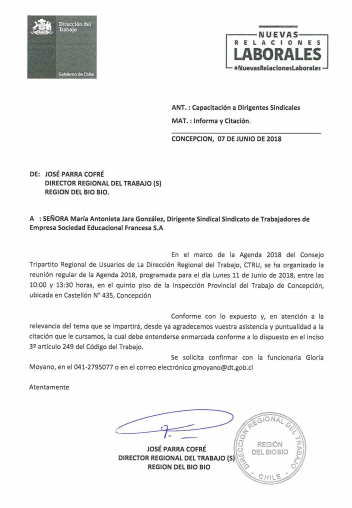 Dirección del
Trabajo
Gobierno de Chile
NUEVAS
RELACIONES
LABORALES
#NuevasRelacionesLaborales
ANT. : Capacitación a Dirigentes Sindicales
MAT. : Informa y Citación.
CONCEPCION, 07 DE JUNIO DE 2018
DE: JOSÉ PARRA COFRÉ
DIRECTOR REGIONAL DEL TRABAJO (S)
REGION DEL BIO BIO.
A : SEÑORA María Antonieta Jara González, Dirigente Sindical Sindicato de Trabajadores de
Empresa Sociedad Educacional Francesa S.A
En el marco de la Agenda 2018 del Consejo
Tripartito Regional de Usuarios de La Dirección Regional del Trabajo, CTRU, se ha organizado la
reunión regular de la Agenda 2018, programada para el día Lunes 11 de Junio de 2018, entre las
10:00 y 13:30 horas, en el quinto piso de la Inspección Provincial del Trabajo de Concepción,
ubicada en Castellón N° 435, Concepción
Conforme con lo expuesto y, en atención a la
relevancia del tema que se impartirá, desde ya agradecemos vuestra asistencia y puntualidad a la
citación que le cursamos, la cual debe entenderse enmarcada conforme a lo dispuesto en el inciso
3º artículo 249 del Código del Trabajo.
Se solicita confirmar con la funcionaria Gloria
Moyano, en el 041-2795077 o en el correo electrónico gmoyano@dt.gob.cl
Atentamente
JOSÉ PARRA COFRÉ
DIRECTOR REGIONAL DEL TRABAJO (S)
REGION DEL BIO BIO
DIRECCION REGIONAL DEL TRABAJO
REGIÓN
DEL BIOBIO
- CHILE -